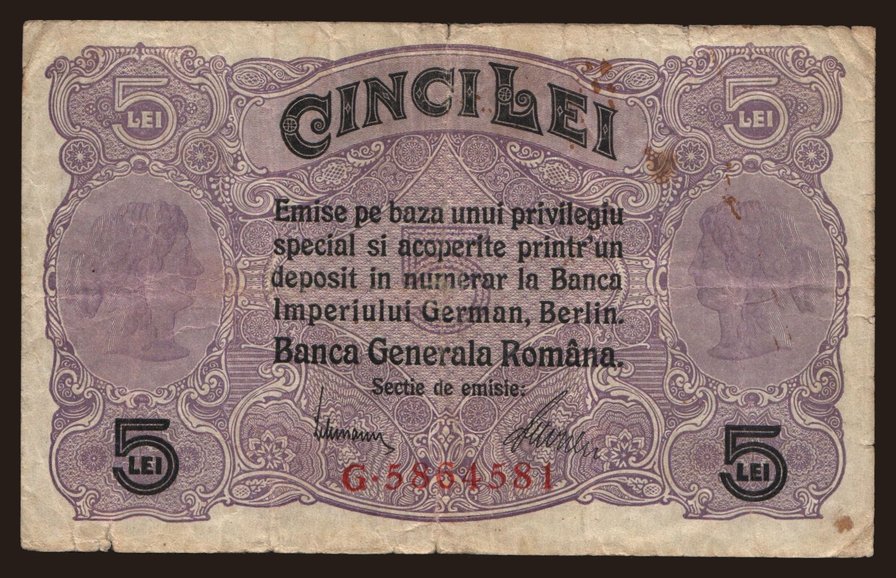 5 LEI
5 LEI
CINCI LEI
Emise pe baza unui privilegiu
special si acoperite printr'un
deposit in numerar la Banca
Imperiului German, Berlin.
Banca Generala Româna.
Sectie de emisie:
5 LEI
5 LEI
G·5864581